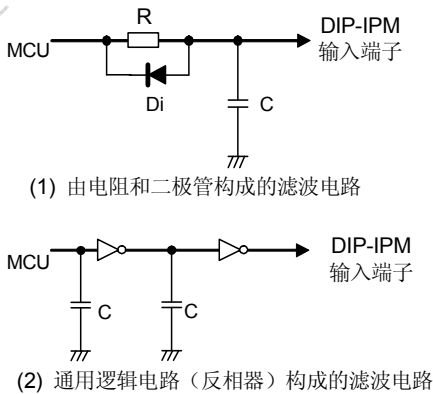 R
DIP-IPM
MCU
输入端子
Di
C
(1) 由电阻和二极管构成的滤波电路
DIP-IPM
MCU
输入端子
C
C
(2) 通用逻辑电路（反相器）构成的滤波电路